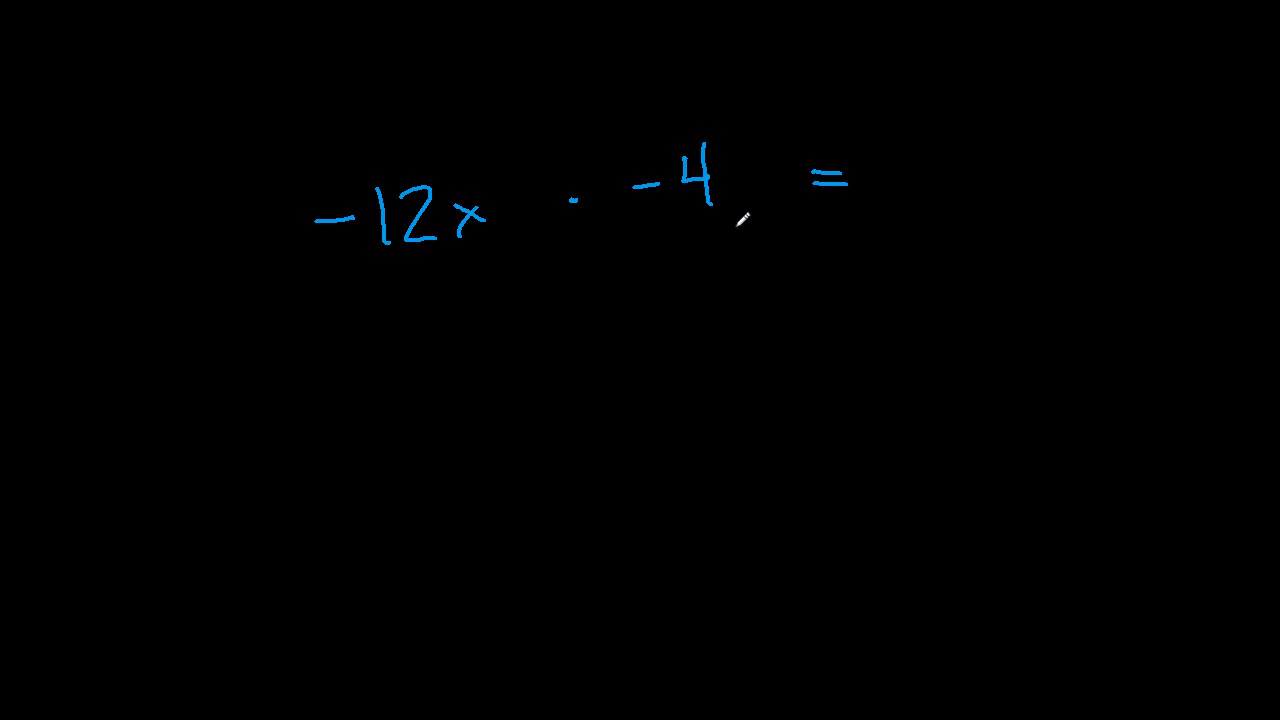 -12x · -4 =